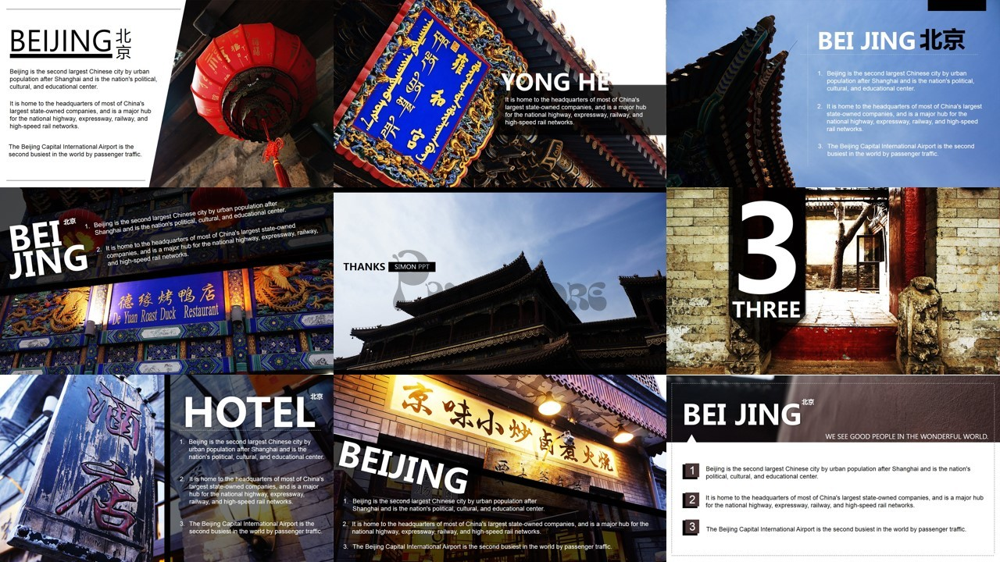 BEIJING 北京
Beijing is the second largest Chinese city by urban
population after Shanghai and is the nation's political,
cultural, and educational center.
It is home to the headquarters of most of China's
largest state-owned companies, and is a major hub
for the national highway, expressway, railway, and
high-speed rail networks.
The Beijing Capital International Airport is the
second busiest in the world by passenger traffic.
雍和宮
YONG HE
It is home to the headquarters of most of China's
largest state-owned companies, and is a major hub
for the national highway, expressway, railway, and
high-speed rail networks.
BEI JING 北京
1. Beijing is the second largest Chinese city by urban
population after Shanghai and is the nation's political,
cultural, and educational center.
2. It is home to the headquarters of most of China's largest
state-owned companies, and is a major hub for the
national highway, expressway, railway, and high-speed
rail networks.
3. The Beijing Capital International Airport is the second
busiest in the world by passenger traffic.
BEI 北京
JING
1. Beijing is the second largest Chinese city by urban population after
Shanghai and is the nation's political, cultural, and educational center.
2. It is home to the headquarters of most of China's largest state-owned
companies, and is a major hub for the national highway, expressway, railway,
and high-speed rail networks.
德缘烤鸭店
De Yuan Roast Duck Restaurant
THANKS SIMON PPT
3
THREE
酒店
HOTEL 北京
1. Beijing is the second largest Chinese city by
urban population after Shanghai and is the
nation's political, cultural, and educational center.
2. It is home to the headquarters of most of China's
largest state-owned companies, and is a major
hub for the national highway, expressway,
railway, and high-speed rail networks.
3. The Beijing Capital International Airport is the
second busiest in the world by passenger traffic.
京味小炒卤煮火烧
BEIJING
1. Beijing is the second largest Chinese city by urban population after
Shanghai and is the nation's political, cultural, and educational center.
2. It is home to the headquarters of most of China's largest state-owned companies, and is a major hub for the
national highway, expressway, railway, and high-speed rail networks.
3. The Beijing Capital International Airport is the second busiest in the world by passenger traffic.
BEI JING 北京
WE SEE GOOD PEOPLE IN THE WONDERFUL WORLD.
1 Beijing is the second largest Chinese city by urban population after Shanghai and is the nation's
political, cultural, and educational center.
2 It is home to the headquarters of most of China's largest state-owned companies, and is a major hub
for the national highway, expressway, railway, and high-speed rail networks.
3 The Beijing Capital International Airport is the second busiest in the world by passenger traffic.